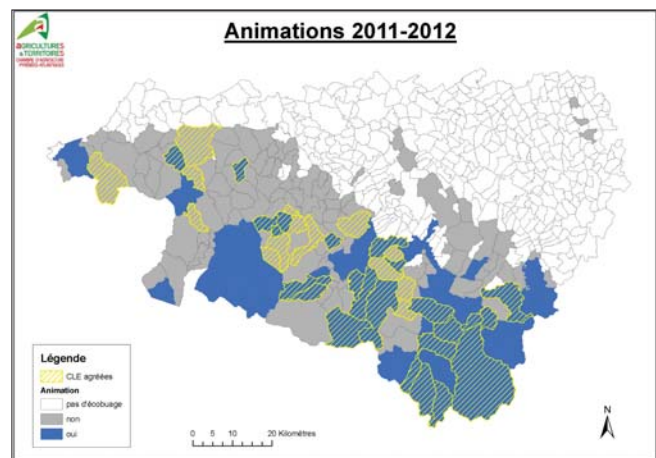 Animations 2011-2012
AGRICULTURES
& TERRITOIRES
CHAMBRE D'AGRICULTURE
PYRÉNÉES-ATLANTIQUES
Légende
CLE agréées
Animation
pas d'écobuage
non
oui
0 5 10 20 Kilomètres
N